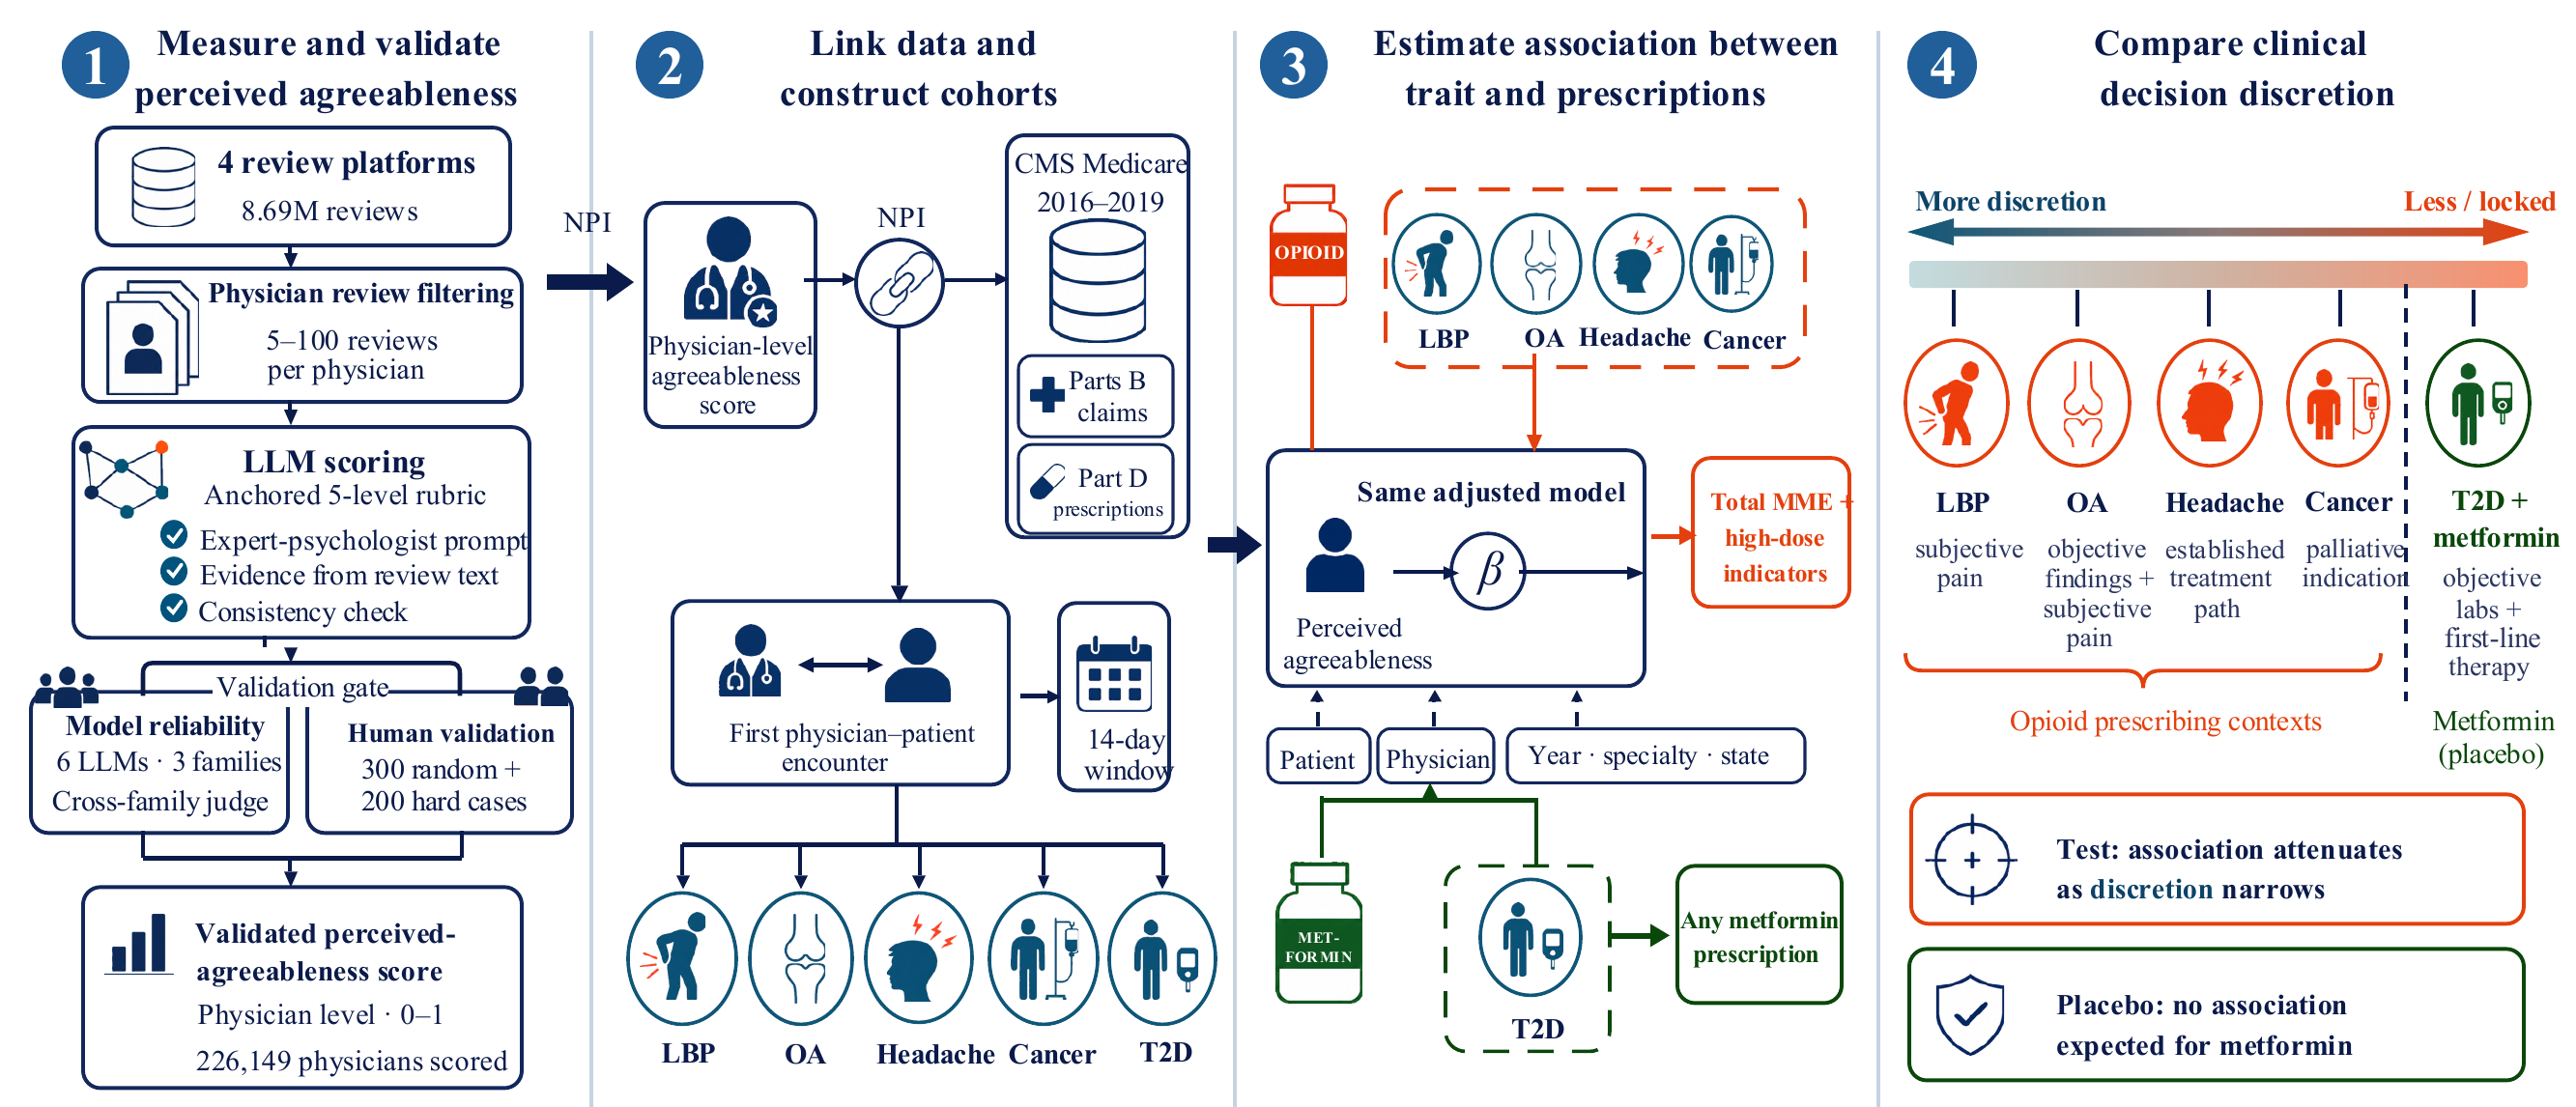 1
Measure and validate
perceived agreeableness
4 review platforms
8.69M reviews
Physician review filtering
5–100 reviews
per physician
LLM scoring
Anchored 5-level rubric
Expert-psychologist prompt
Evidence from review text
Consistency check
Validation gate
Model reliability
6 LLMs · 3 families
Cross-family judge
Human validation
300 random +
200 hard cases
Validated perceived-
agreeableness score
Physician level · 0–1
226,149 physicians scored
NPI
2
Link data and
construct cohorts
Physician-level
agreeableness
score
NPI
CMS Medicare
2016–2019
Parts B
claims
Part D
prescriptions
First physician–patient
encounter
14-day
window
LBP
OA
Headache
Cancer
T2D
3
Estimate association between
trait and prescriptions
OPIOID
LBP
OA
Headache
Cancer
Same adjusted model
β
Perceived
agreeableness
Total MME +
high-dose
indicators
Patient
Physician
Year · specialty · state
MET-
FORMIN
T2D
Any metformin
prescription
4
Compare clinical
decision discretion
More discretion
Less / locked
LBP
subjective
pain
OA
objective
findings +
subjective
pain
Headache
established
treatment
path
Cancer
palliative
indication
T2D +
metformin
objective
labs +
first-line
therapy
Opioid prescribing contexts
Metformin
(placebo)
Test: association attenuates
as discretion narrows
Placebo: no association
expected for metformin